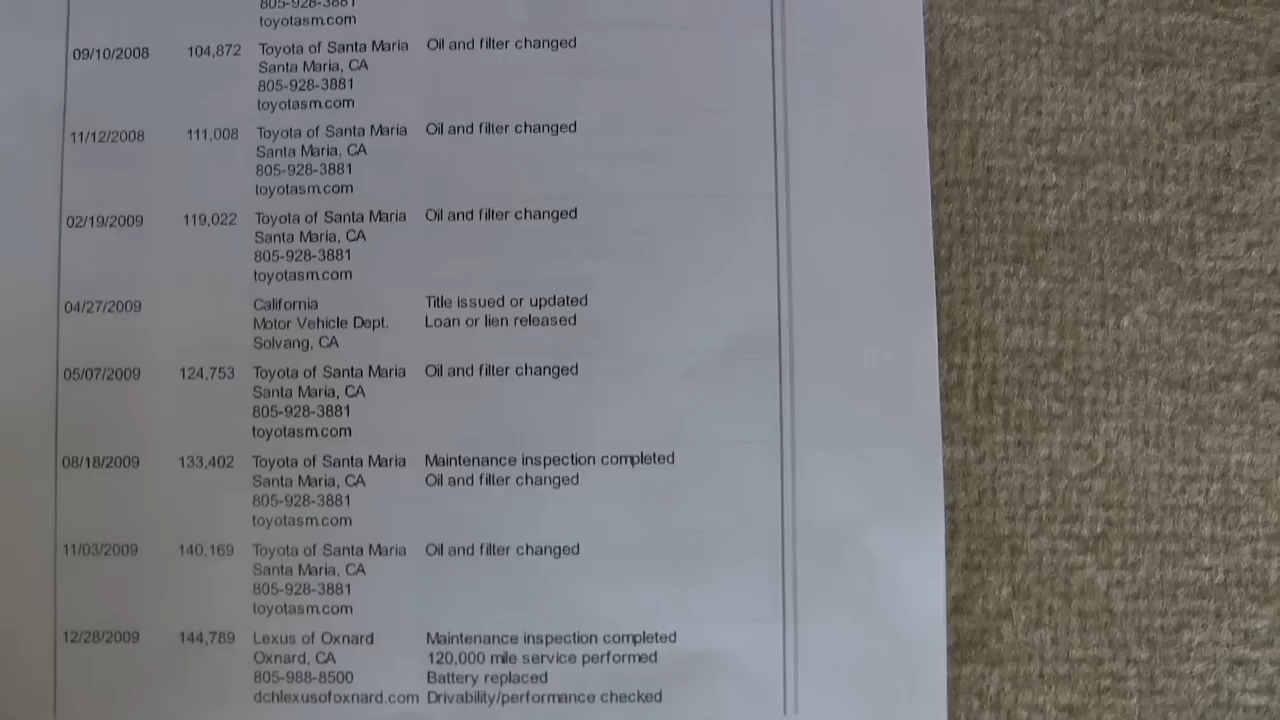 805-928-3881
toyotasm.com
09/10/2008 104,872 Toyota of Santa Maria Oil and filter changed
Santa Maria, CA
805-928-3881
toyotasm.com
11/12/2008 111,008 Toyota of Santa Maria Oil and filter changed
Santa Maria, CA
805-928-3881
toyotasm.com
02/19/2009 119,022 Toyota of Santa Maria Oil and filter changed
Santa Maria, CA
805-928-3881
toyotasm.com
04/27/2009 California Title issued or updated
Motor Vehicle Dept. Loan or lien released
Solvang, CA
05/07/2009 124,753 Toyota of Santa Maria Oil and filter changed
Santa Maria, CA
805-928-3881
toyotasm.com
08/18/2009 133,402 Toyota of Santa Maria Maintenance inspection completed
Santa Maria, CA Oil and filter changed
805-928-3881
toyotasm.com
11/03/2009 140,169 Toyota of Santa Maria Oil and filter changed
Santa Maria, CA
805-928-3881
toyotasm.com
12/28/2009 144,789 Lexus of Oxnard Maintenance inspection completed
Oxnard, CA 120,000 mile service performed
805-988-8500 Battery replaced
dchlexusofoxnard.com Drivability/performance checked